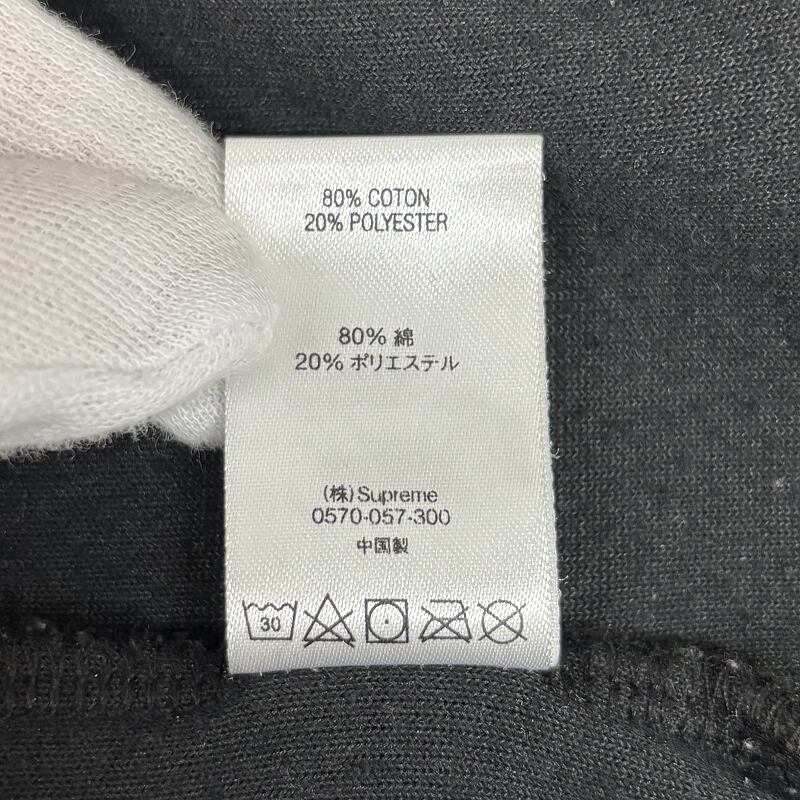 80% COTON
20% POLYESTER
80% 綿
20% ポリエステル
(株)Supreme
0570-057-300
中国製
30